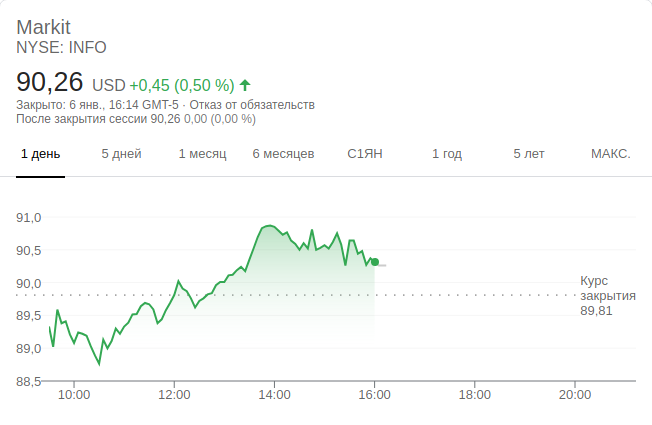 Markit
NYSE: INFO
90,26 USD +0,45 (0,50 %)
Закрыто: 6 янв., 16:14 GMT-5 · Отказ от обязательств
После закрытия сессии 90,26 0,00 (0,00 %)
1 день 5 дней 1 месяц 6 месяцев С1ЯН 1 год 5 лет МАКС.
91,0
90,5
90,0
89,5
89,0
88,5
Курс
закрытия
89,81
10:00 12:00 14:00 16:00 18:00 20:00